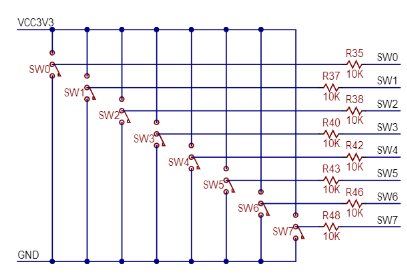 VCC3V3
R35
SW0
SW0
10K
R37
SW1
SW1
10K
R38
SW2
SW2
10K
R40
SW3
SW3
10K
R42
SW4
SW4
10K
R43
SW5
SW5
10K
R46
SW6
SW6
10K
R48
SW7
SW7
10K
GND